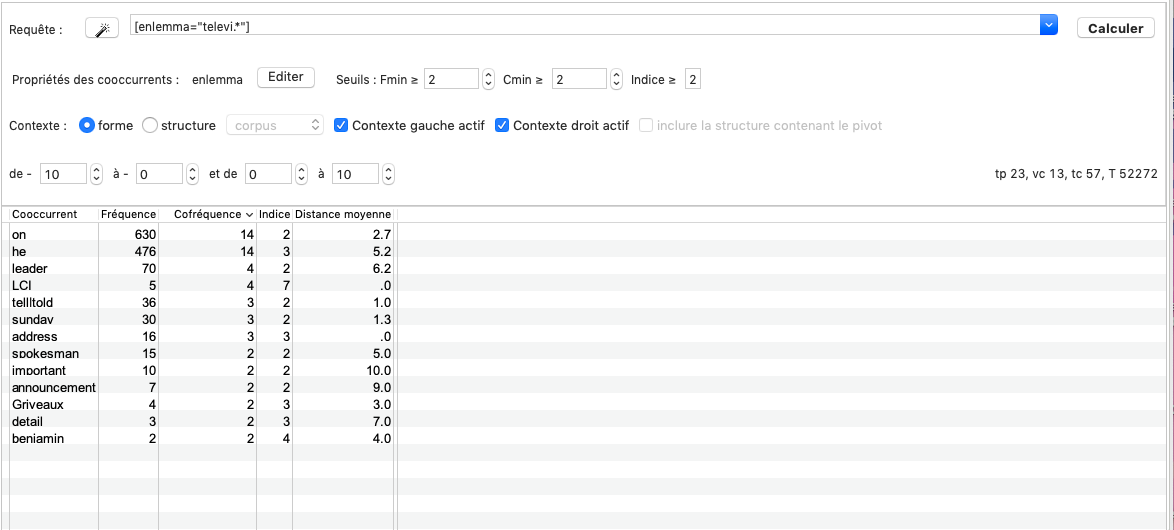 Requête : [enlemma="televi.*"] Calculer
Propriétés des cooccurrents : enlemma Editer Seuils : Fmin ≥ 2 Cmin ≥ 2 Indice ≥ 2
Contexte : forme structure corpus Contexte gauche actif Contexte droit actif inclure la structure contenant le pivot
de - 10 à - 0 et de 0 à 10 tp 23, vc 13, tc 57, T 52272
Cooccurrent Fréquence Cofréquence Indice Distance moyenne
on 630 14 2 2.7
he 476 14 3 5.2
leader 70 4 2 6.2
LCI 5 4 7 .0
tell|told 36 3 2 1.0
sunday 30 3 2 1.3
address 16 3 3 .0
spokesman 15 2 2 5.0
important 10 2 2 10.0
announcement 7 2 2 9.0
Griveaux 4 2 3 3.0
detail 3 2 3 7.0
benjamin 2 2 4 4.0